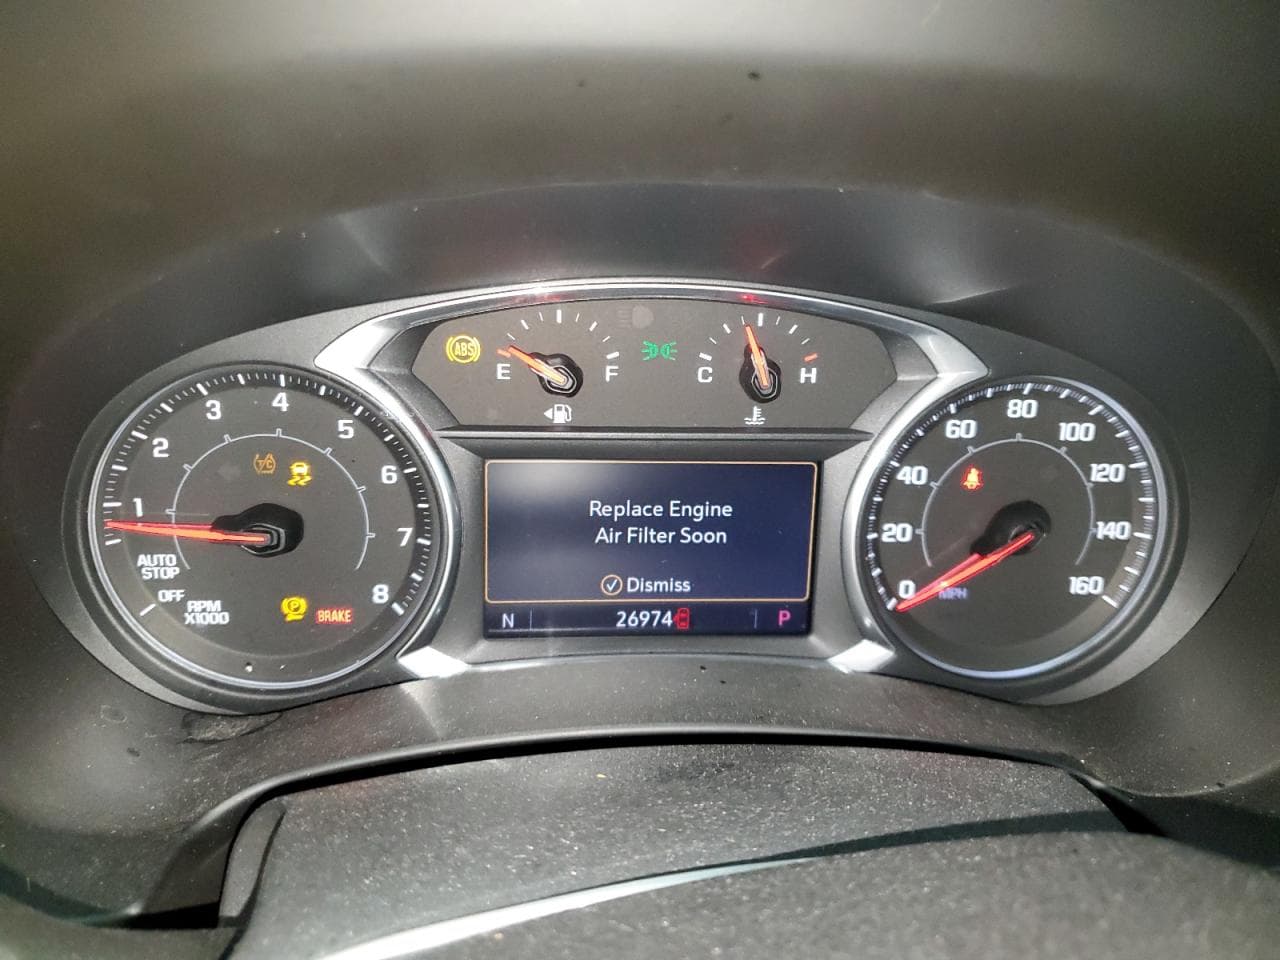 ABS
E
F
C
H
1
2
3
4
5
6
7
8
T/C
AUTO
STOP
OFF
RPM
X1000
P
BRAKE
Replace Engine
Air Filter Soon
Dismiss
N
26974
P
0
20
40
60
80
100
120
140
160
MPH